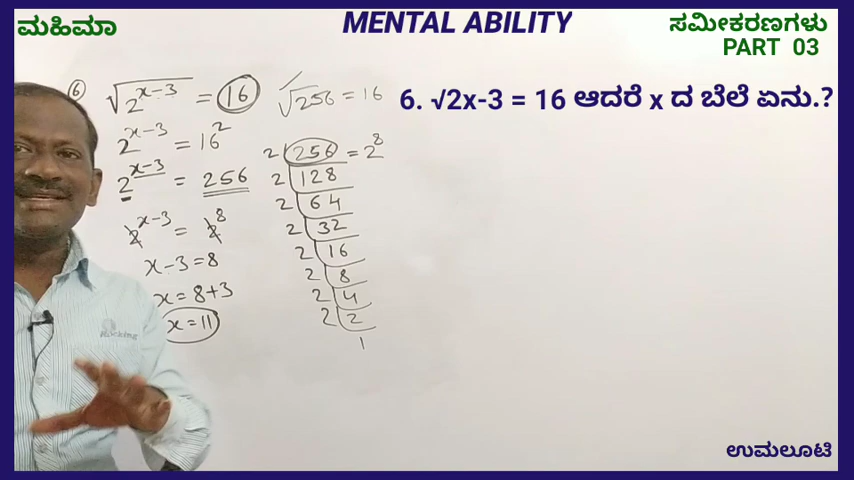 ಮಹಿಮಾ
MENTAL ABILITY
ಸಮೀಕರಣಗಳು
PART 03
6. √2x-3 = 16 ಆದರೆ x ದ ಬೆಲೆ ಏನು.?
6 √2^(x-3) = 16
√256 = 16
2^(x-3) = 16^2
2^(x-3) = 256
2^(x-3) = 2^8
x-3 = 8
x = 8+3
x = 11
2 256 = 2^8
2 128
2 64
2 32
2 16
2 8
2 4
2 2
1
ಉಮಲೂಟಿ